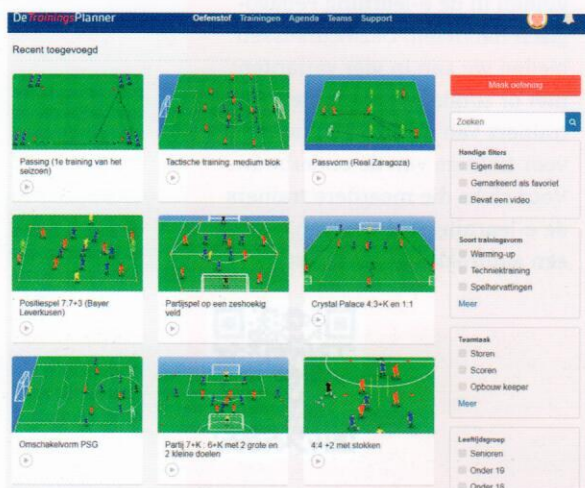 DeTrainingsPlanner
Oefenstof Trainingen Agenda Teams Support
Recent toegevoegd
Passing (1e training van het
seizoen)
Tactische training: medium blok
Passvorm (Real Zaragoza)
Positiespel 7:7+3 (Bayer
Leverkusen)
Partijspel op een zeshoekig
veld
Crystal Palace 4:3+K en 1:1
Omschakelvorm PSG
Partij 7+K : 6+K met 2 grote en
2 kleine doelen
4:4 +2 met stokken
Maak oefening
Zoeken
Handige filters
Eigen items
Gemarkeerd als favoriet
Bevat een video
Soort trainingsvorm
Warming-up
Techniektraining
Spelhervattingen
Meer
Teamtaak
Storen
Scoren
Opbouw keeper
Meer
Leeftijdsgroep
Senioren
Onder 19
Onder 18